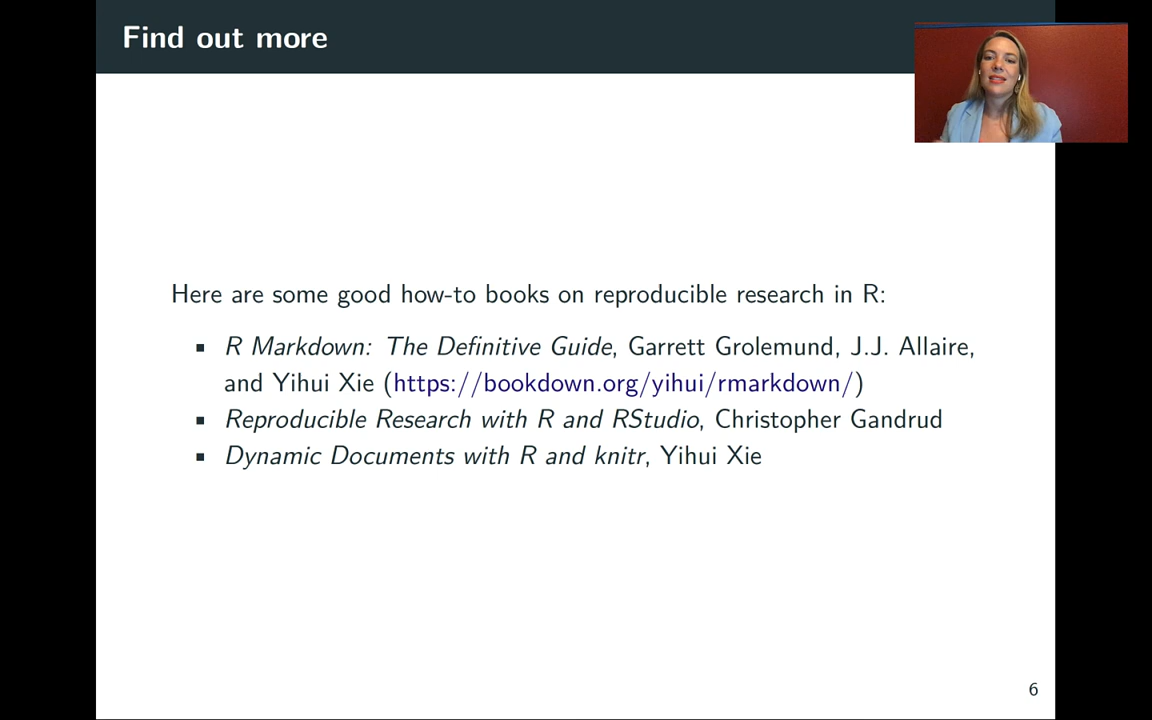 Find out more
Here are some good how-to books on reproducible research in R:
▪ R Markdown: The Definitive Guide, Garrett Grolemund, J.J. Allaire,
and Yihui Xie (https://bookdown.org/yihui/rmarkdown/)
▪ Reproducible Research with R and RStudio, Christopher Gandrud
▪ Dynamic Documents with R and knitr, Yihui Xie
6